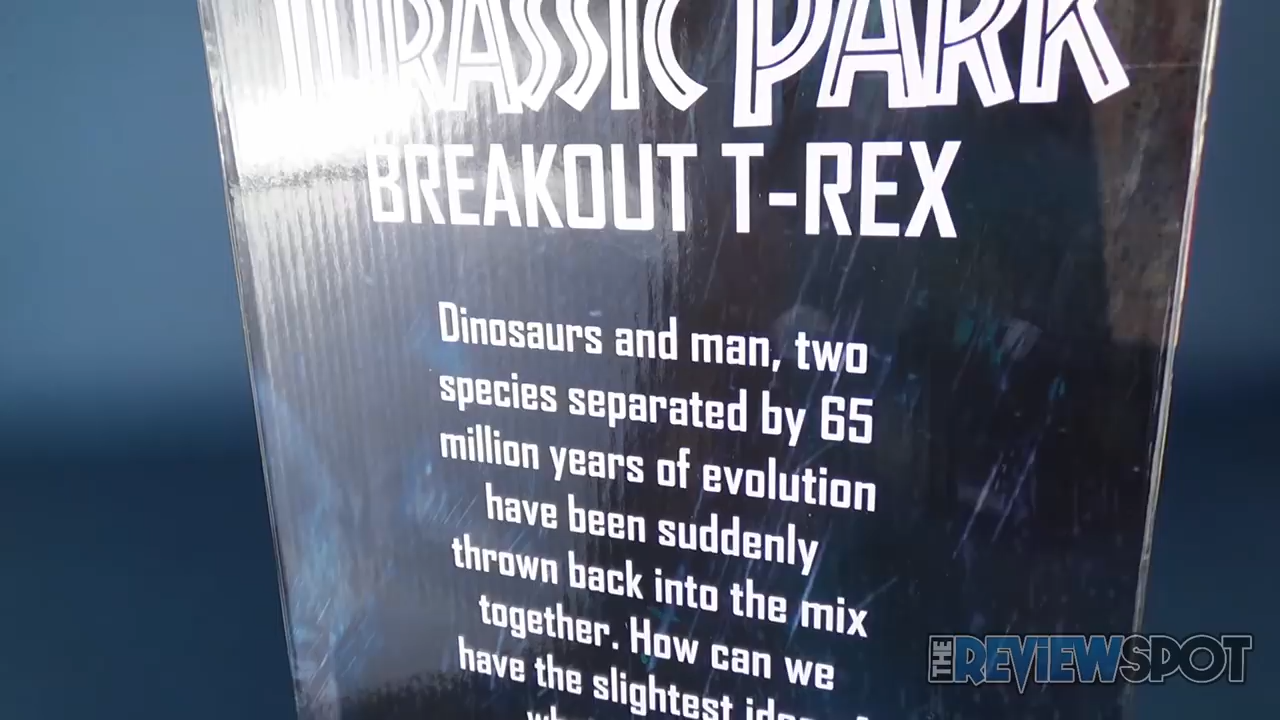 JURASSIC PARK
BREAKOUT T-REX
Dinosaurs and man, two
species separated by 65
million years of evolution
have been suddenly
thrown back into the mix
together. How can we
have the slightest
THE REVIEWSPOT